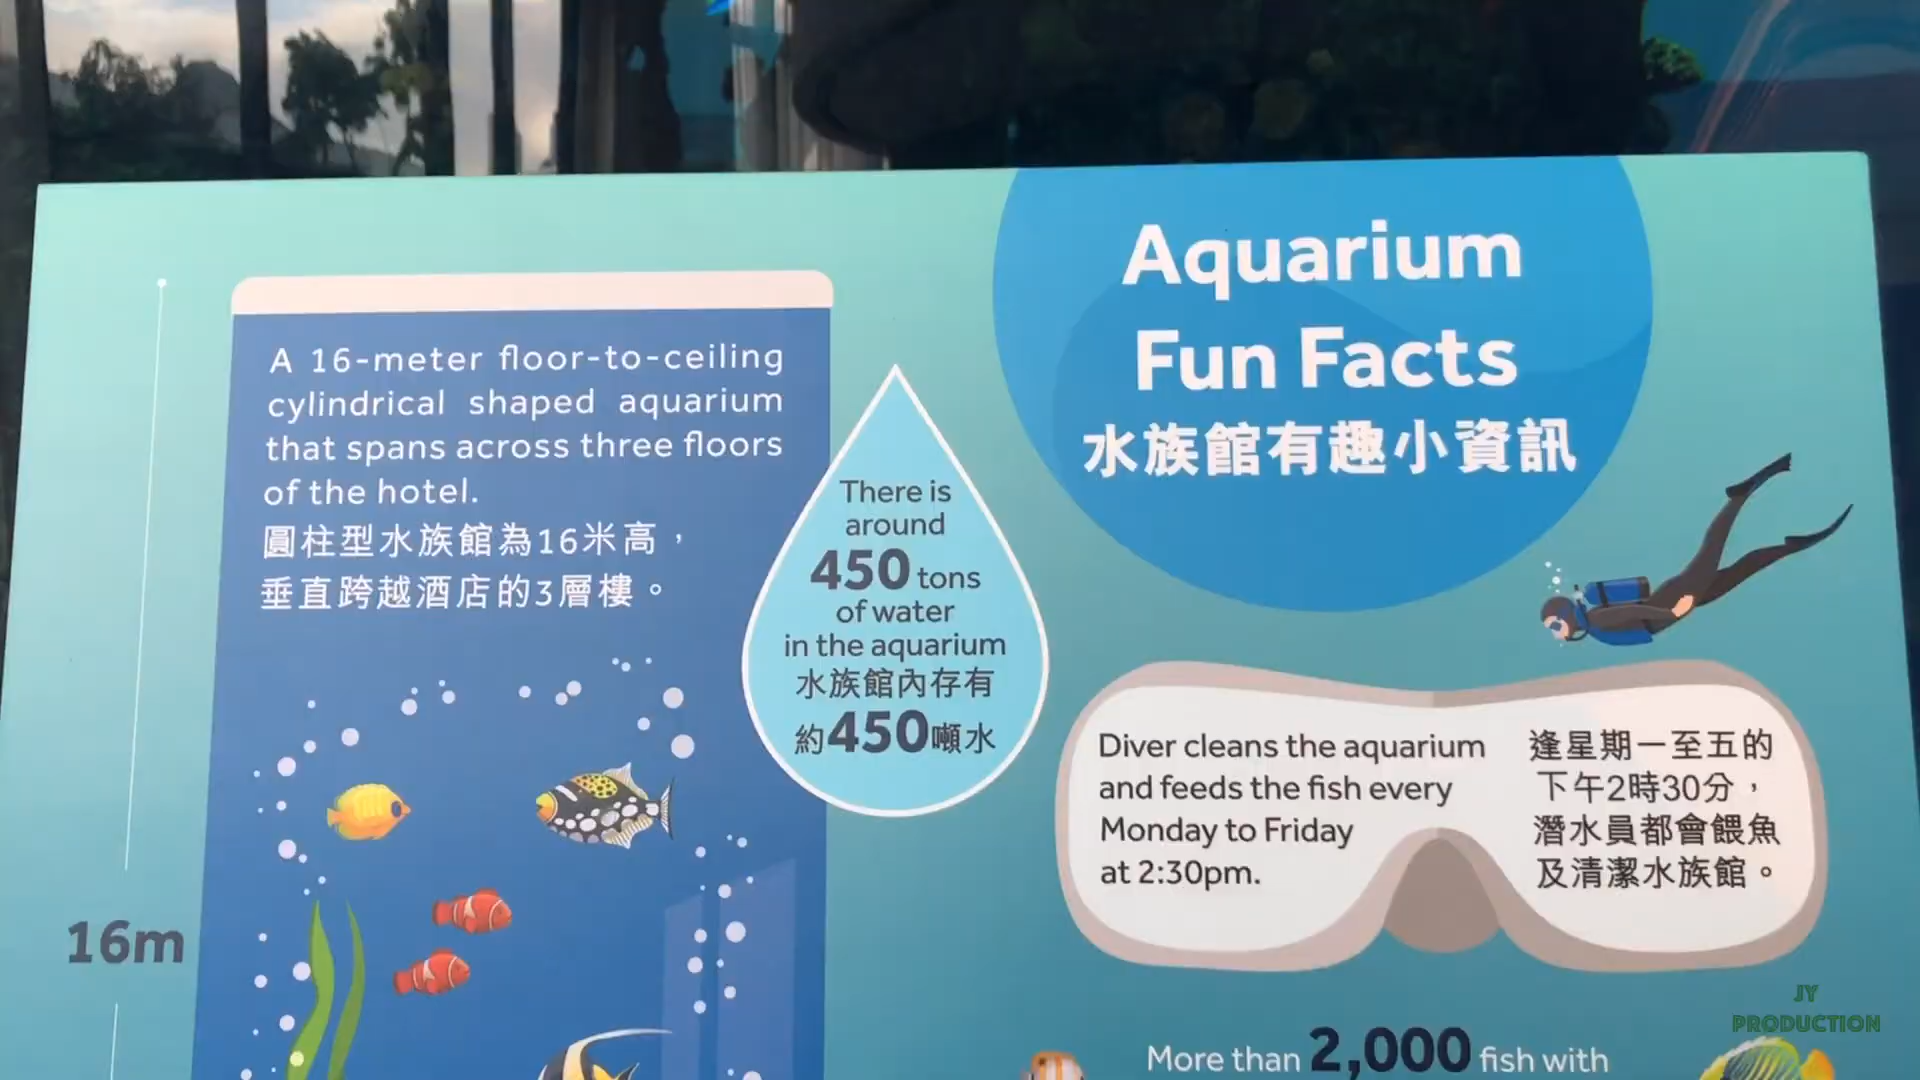 Aquarium
Fun Facts
水族館有趣小資訊
A 16-meter floor-to-ceiling
cylindrical shaped aquarium
that spans across three floors
of the hotel.
圓柱型水族館為16米高，
垂直跨越酒店的3層樓。
There is
around
450 tons
of water
in the aquarium
水族館內存有
約450噸水
Diver cleans the aquarium
and feeds the fish every
Monday to Friday
at 2:30pm.
逢星期一至五的
下午2時30分，
潛水員都會餵魚
及清潔水族館。
16m
More than 2,000 fish with
JY
PRODUCTION